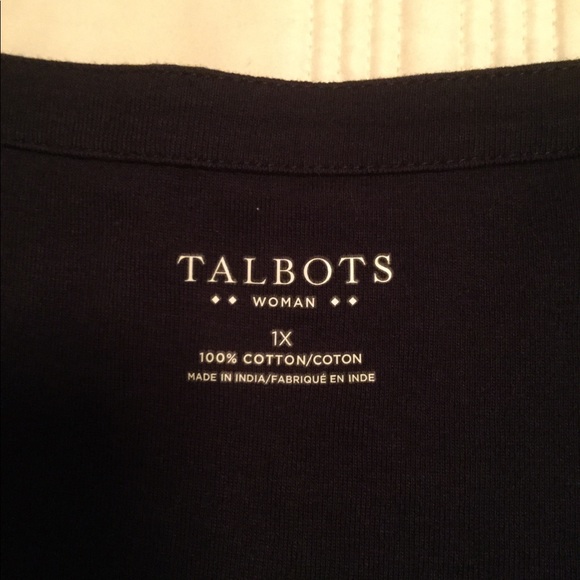 TALBOTS
WOMAN
1X
100% COTTON/COTON
MADE IN INDIA/FABRIQUÉ EN INDE